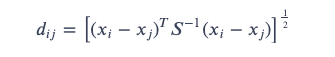 d_{ij} = [(x_i − x_j)^T S^{−1}(x_i − x_j)]^{1/2}